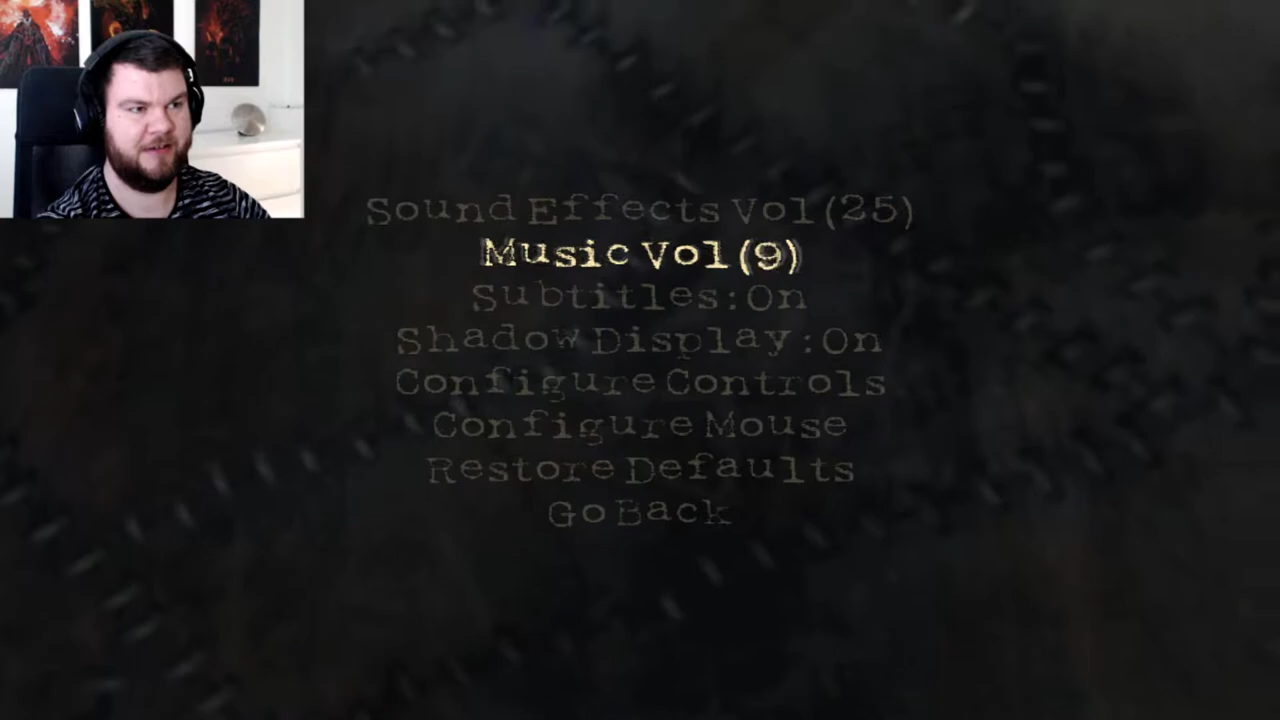 Sound Effects Vol (25)
Music Vol (9)
Subtitles: On
Shadow Display: On
Configure Controls
Configure Mouse
Restore Defaults
Go Back